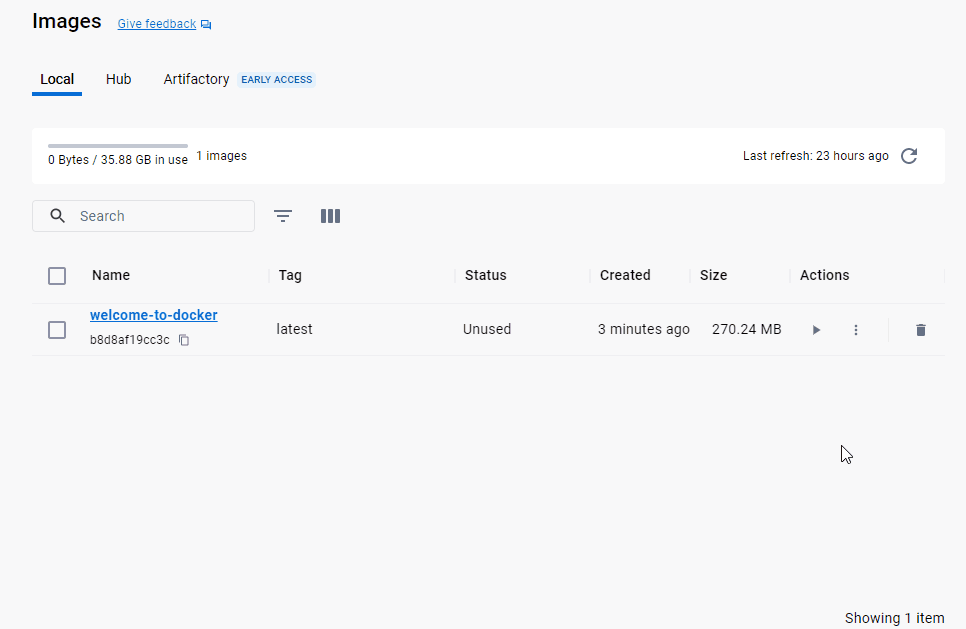 Images Give feedback
Local Hub Artifactory EARLY ACCESS
0 Bytes / 35.88 GB in use 1 images Last refresh: 23 hours ago
Search
Name Tag Status Created Size Actions
welcome-to-docker
latest Unused 3 minutes ago 270.24 MB
b8d8af19cc3c
Showing 1 item